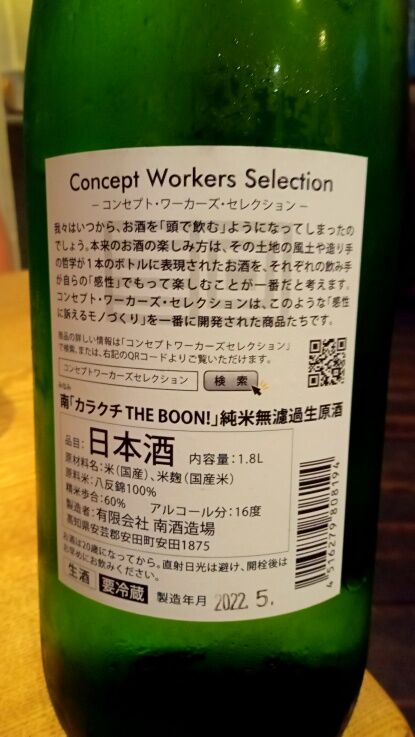 Concept Workers Selection
－コンセプト・ワーカーズ・セレクション－
我々はいつから、お酒を「頭で飲む」ようになってしまったの
でしょう。本来のお酒の楽しみ方は、その土地の風土や造り手
の哲学が1本のボトルに表現されたお酒を、それぞれの飲み手
が自らの「感性」でもって楽しむことが一番だと考えます。
コンセプト・ワーカーズ・セレクションは、このような「感性
に訴えるモノづくり」を一番に開発された商品たちです。
商品の詳しい情報は「コンセプトワーカーズセレクション」
で検索、または、右記のQRコードよりご覧いただけます。
コンセプトワーカーズセレクション 検索
みなみ
南「カラクチ THE BOON!」純米無濾過生原酒
品目:日本酒 内容量:1.8L
原材料名:米(国産)、米麹(国産米)
原料米:八反錦100%
精米歩合:60% アルコール分:16度
製造者:有限会社 南酒造場
高知県安芸郡安田町安田1875
お酒は20歳になってから。直射日光は避け、開栓後は
お早めにお飲みください。
生酒 要冷蔵 製造年月 2022.5.
4516279808194